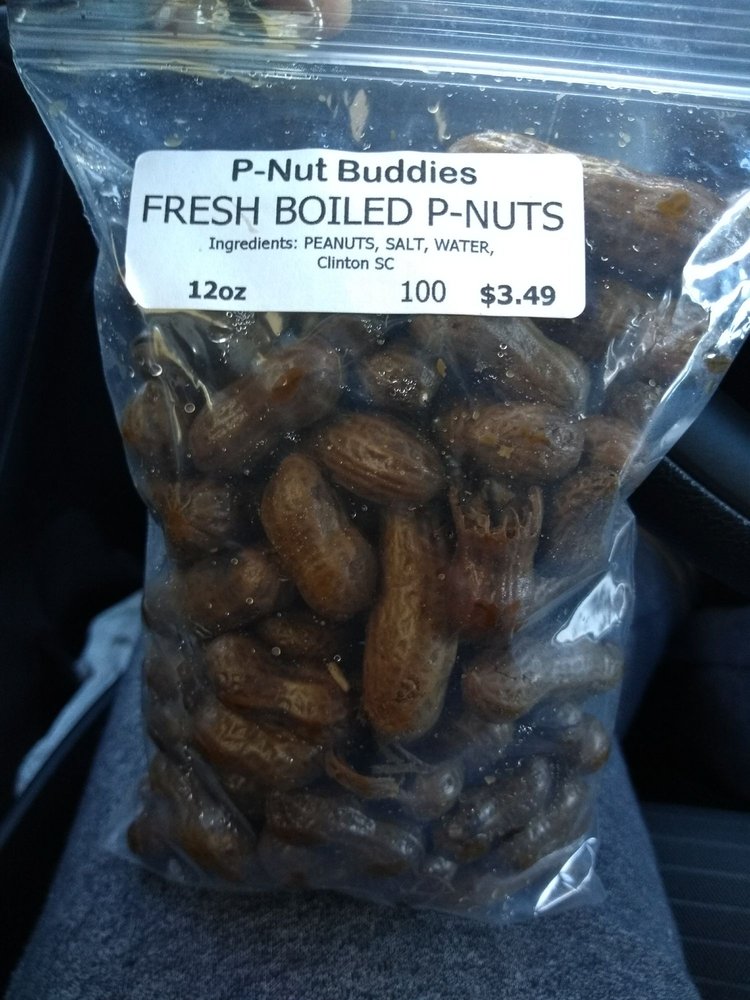 P-Nut Buddies
FRESH BOILED P-NUTS
Ingredients: PEANUTS, SALT, WATER,
Clinton SC
12oz 100 $3.49